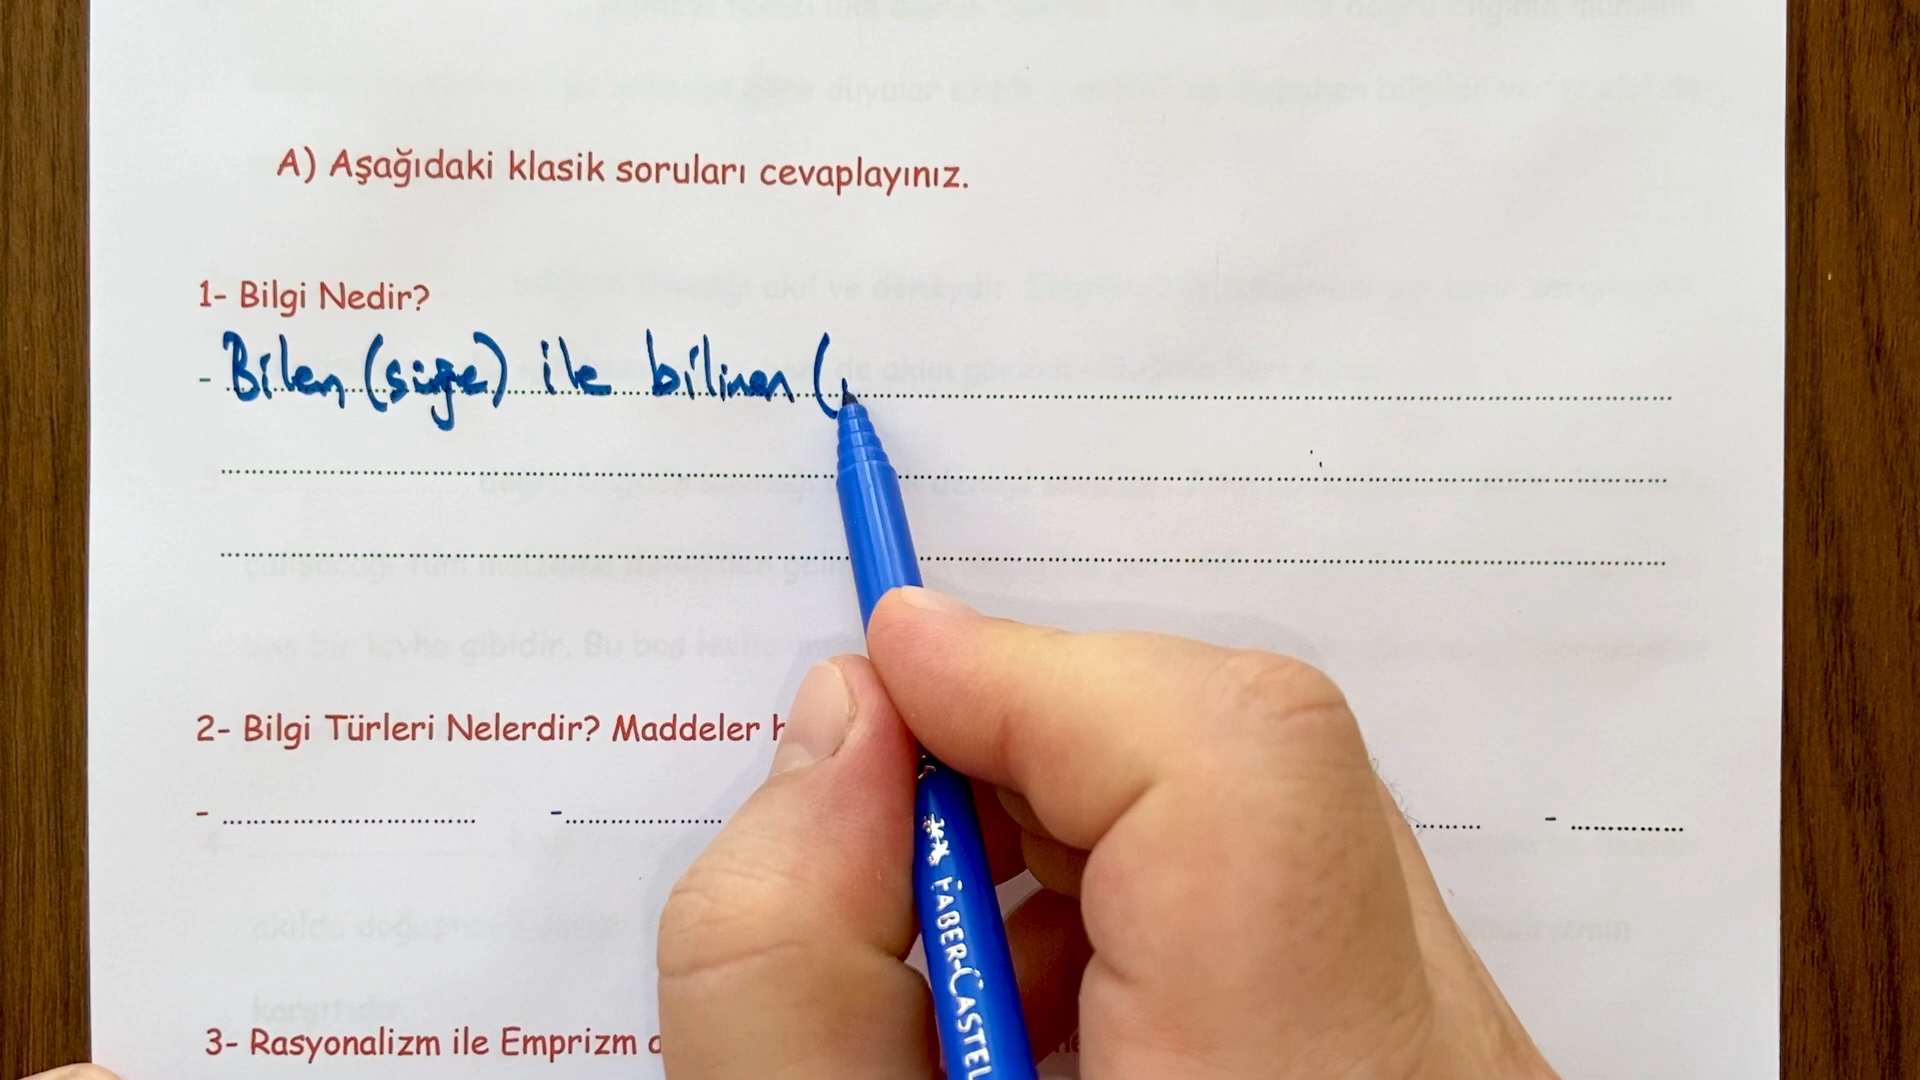 A) Aşağıdaki klasik soruları cevaplayınız.
1- Bilgi Nedir?
- Bilen (süje) ile bilinen (
2- Bilgi Türleri Nelerdir? Maddeler h
- ................................ -..................... ......... - ...............
3- Rasyonalizm ile Emprizm
FABER-CASTEL